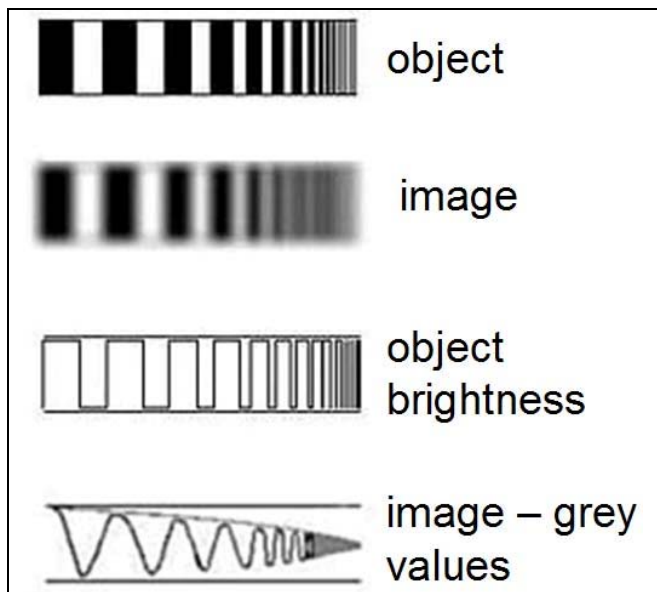 object
image
object
brightness
image – grey
values